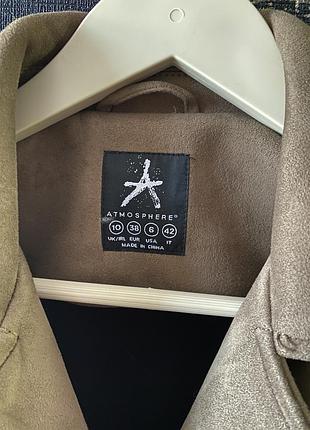 ATMOSPHERE®
10 38 6 42
UK/IRL EUR USA IT
MADE IN CHINA